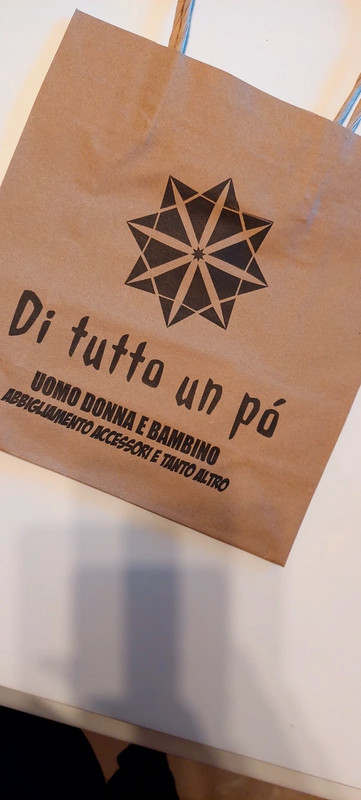 Di tutto un pó
UOMO DONNA E BAMBINO
ABBIGLIAMENTO ACCESSORI E TANTO ALTRO